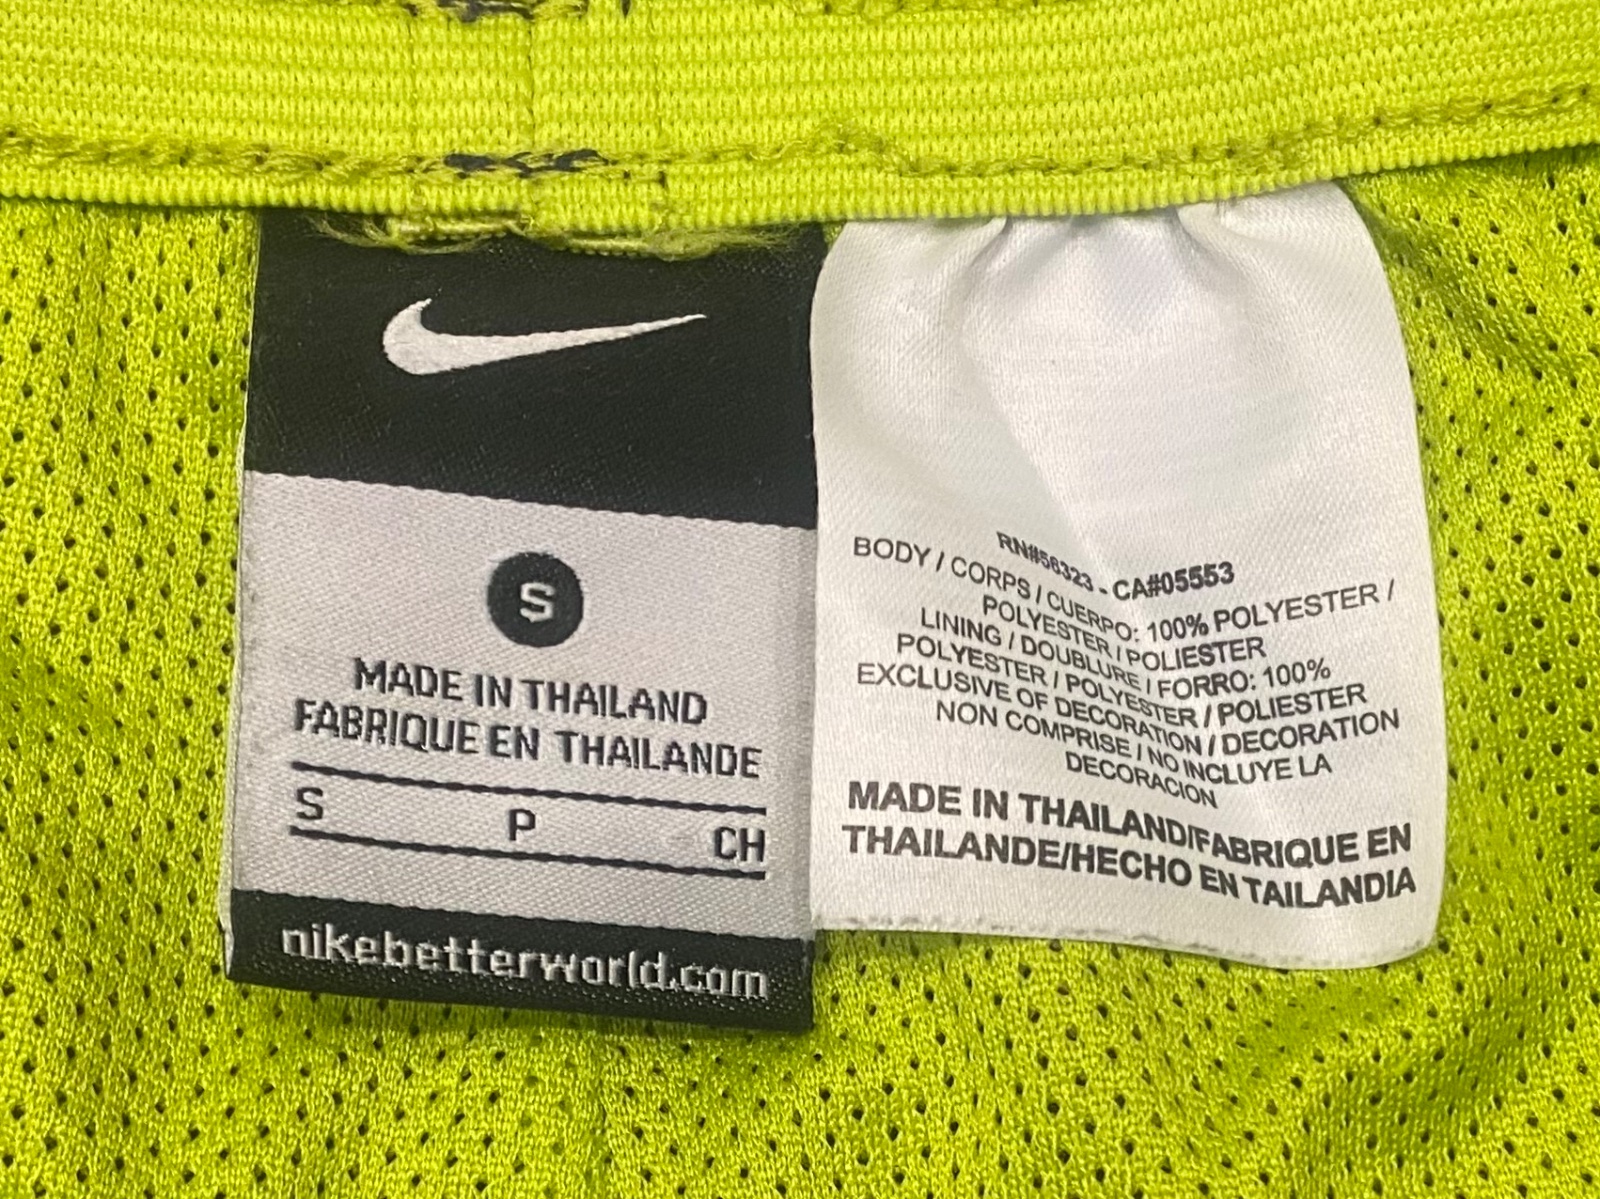 S
MADE IN THAILAND
FABRIQUE EN THAILANDE
S P CH
nikebetterworld.com
RN#56323 - CA#05553
BODY / CORPS / CUERPO: 100% POLYESTER /
POLYESTER / POLIESTER
LINING / DOUBLURE / FORRO: 100%
POLYESTER / POLYESTER / POLIESTER
EXCLUSIVE OF DECORATION / DECORATION
NON COMPRISE / NO INCLUYE LA
DECORACION
MADE IN THAILAND/FABRIQUE EN
THAILANDE/HECHO EN TAILANDIA